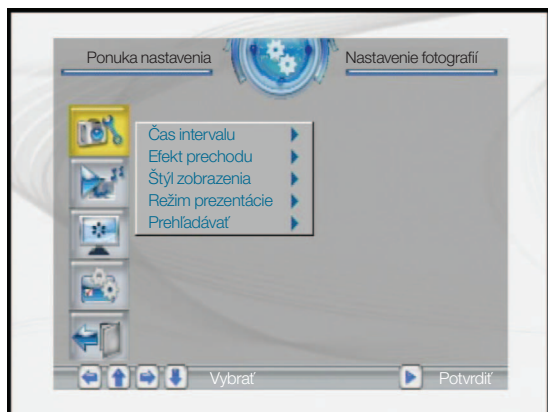 Ponuka nastavenia
Nastavenie fotografií
Čas intervalu
Efekt prechodu
Štýl zobrazenia
Režim prezentácie
Prehľadávať
Vybrať
Potvrdiť